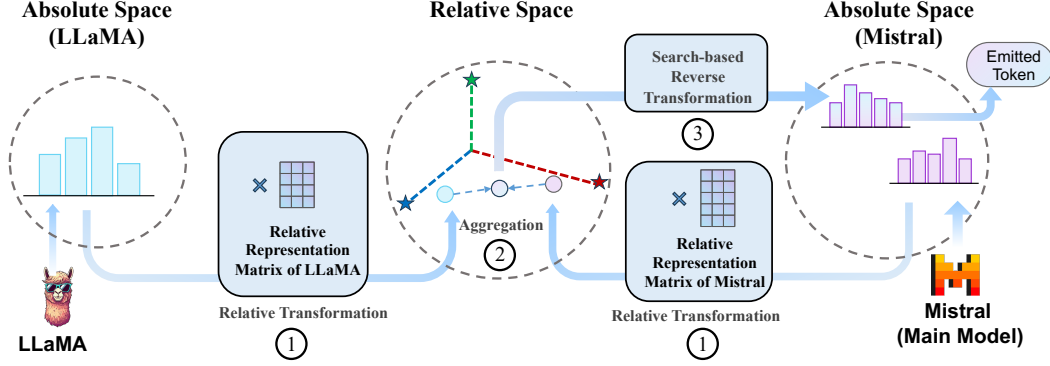 Absolute Space
(LLaMA)
Relative Space
Absolute Space
(Mistral)
Search-based
Reverse
Transformation
3
Emitted
Token
×
Relative
Representation
Matrix of LLaMA
Aggregation
2
×
Relative
Representation
Matrix of Mistral
Relative Transformation
1
Relative Transformation
1
LLaMA
Mistral
(Main Model)